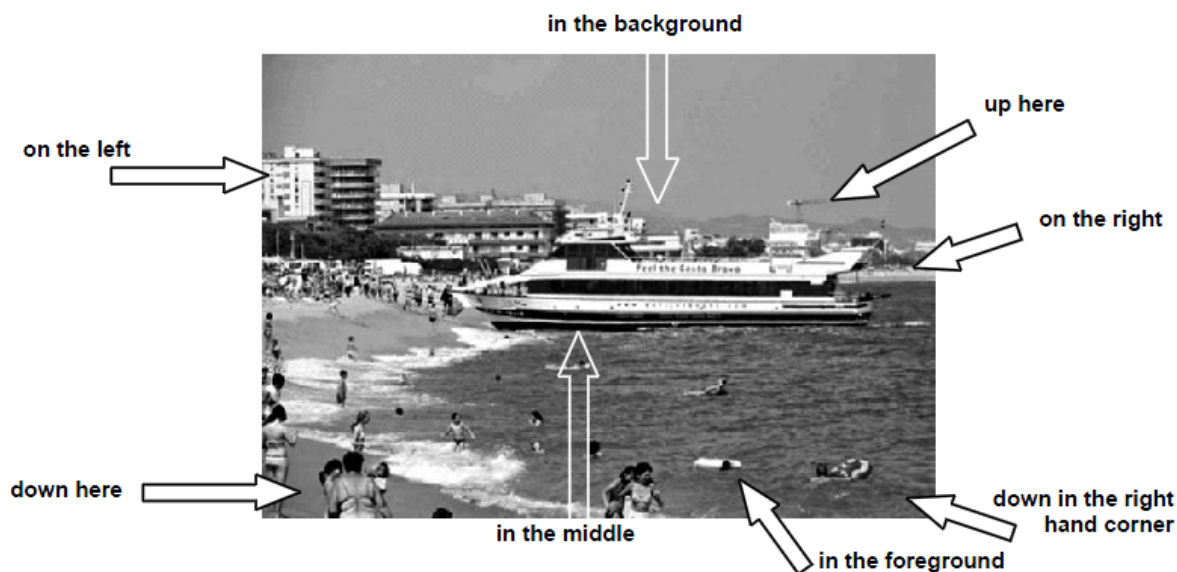 in the background
up here
on the left
on the right
Feel the Costa Brava
down here
down in the right
hand corner
in the middle
in the foreground